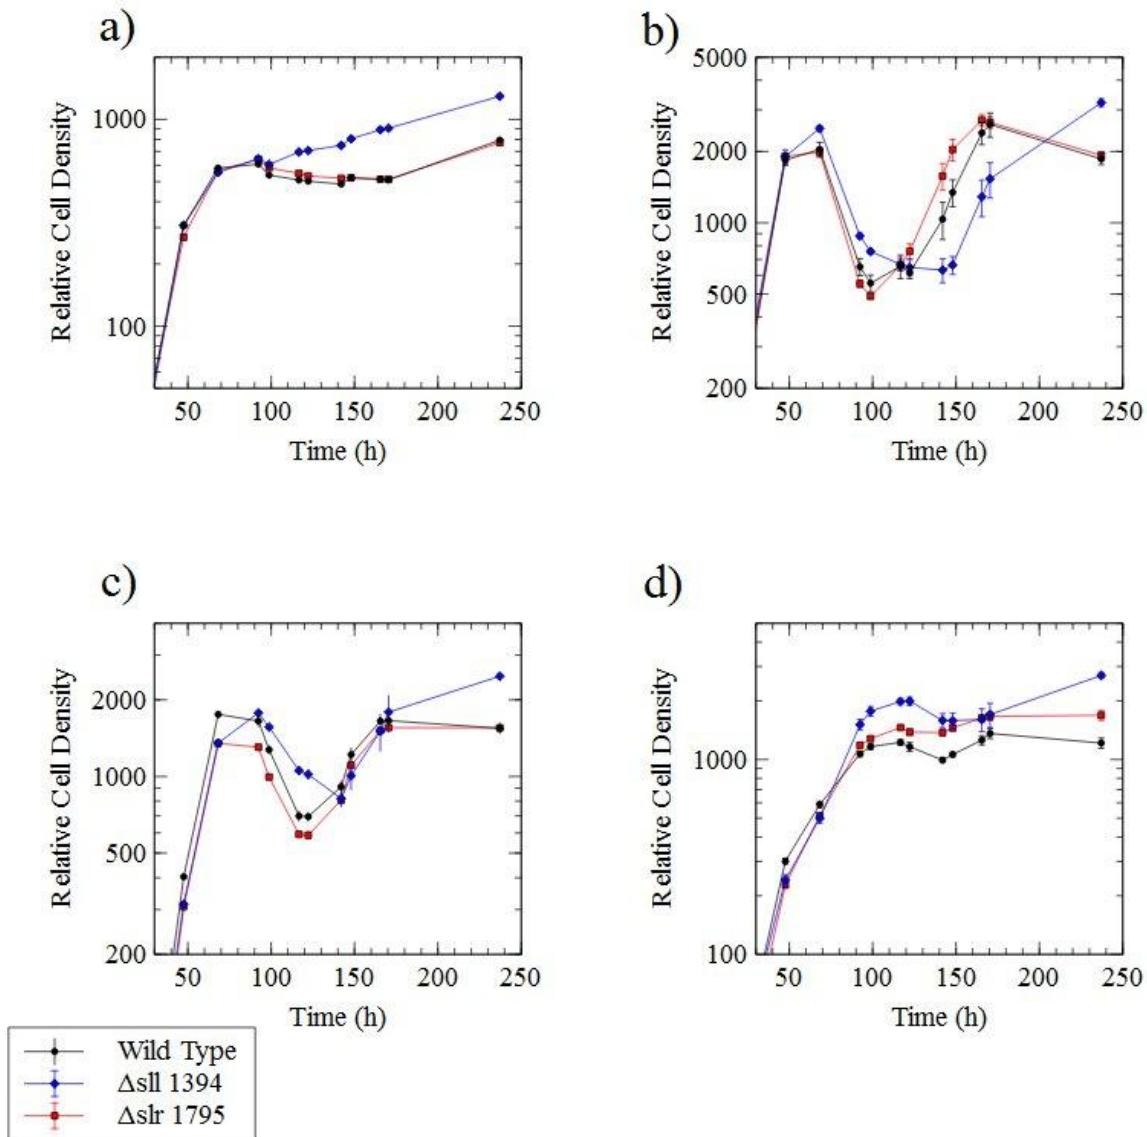 a)
Relative Cell Density
1000
100
50 100 150 200 250
Time (h)
b)
Relative Cell Density
5000
2000
1000
500
200
50 100 150 200 250
Time (h)
c)
Relative Cell Density
2000
1000
500
200
50 100 150 200 250
Time (h)
d)
Relative Cell Density
1000
100
50 100 150 200 250
Time (h)
Wild Type
Δsll 1394
Δslr 1795